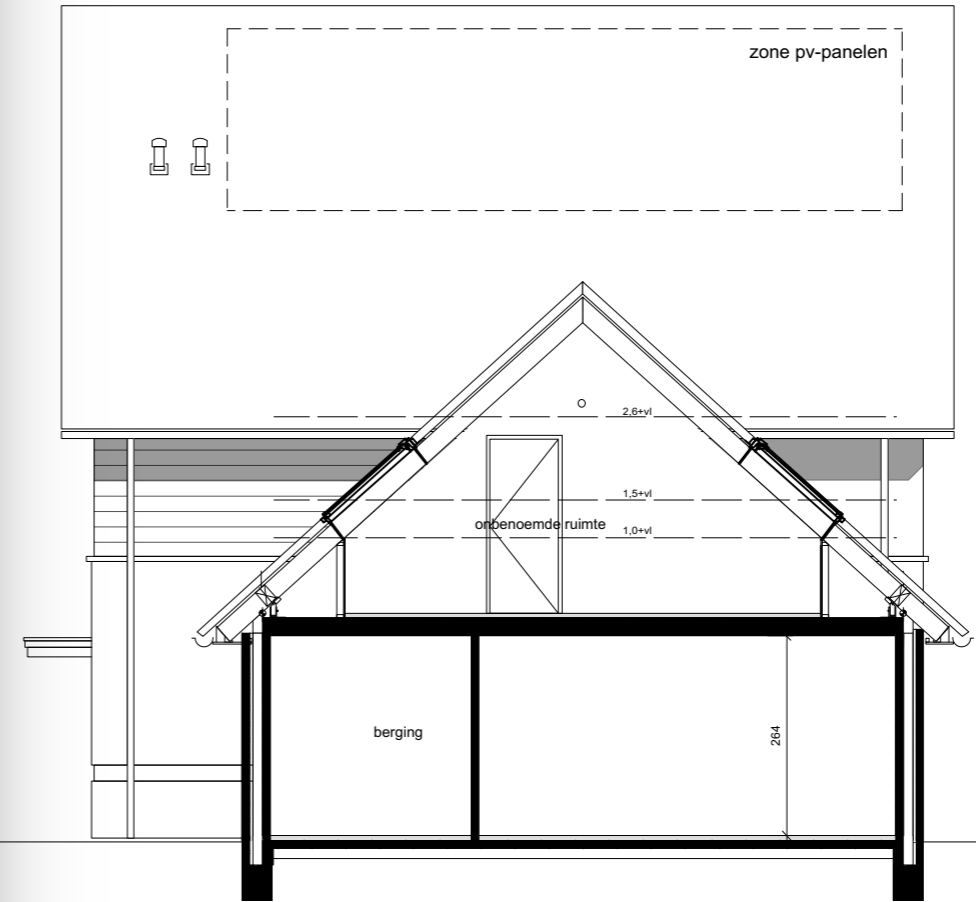 zone pv-panelen
2,6+vl
1,5+vl
onbenoemde ruimte
1,0+vl
berging
264